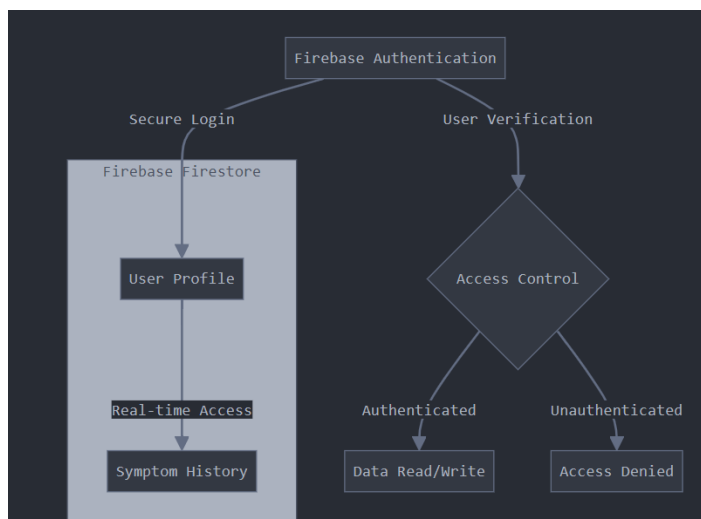 Firebase Authentication
Secure Login
User Verification
Firebase Firestore
User Profile
Access Control
Real-time Access
Authenticated
Unauthenticated
Symptom History
Data Read/Write
Access Denied